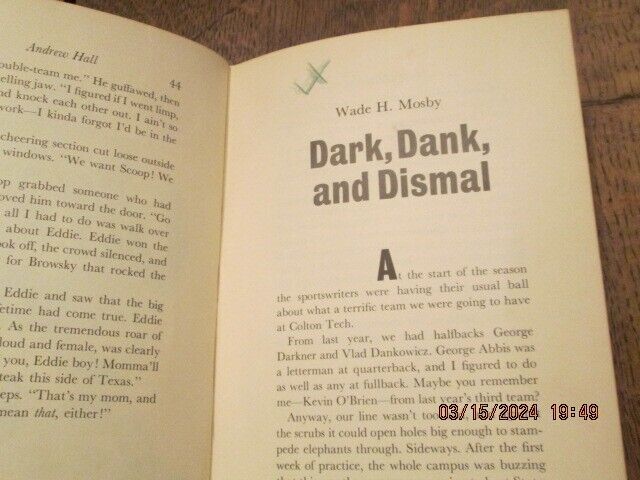 Andrew Hall
44
ouble-team me." He guffawed, then
elling jaw. "I figured if I went limp,
nd knock each other out. I ain't so
work—I kinda forgot I'd be in the
cheering section cut loose outside
windows. "We want Scoop! We
op grabbed someone who had
oved him toward the door. "Go
all I had to do was walk over
about Eddie. Eddie won the
ook off, the crowd silenced, and
for Browsky that rocked the
Eddie and saw that the big
fetime had come true. Eddie
As the tremendous roar of
loud and female, was clearly
you, Eddie boy! Momma'll
teak this side of Texas."
eps. "That's my mom, and
mean that, either!"
Wade H. Mosby
Dark, Dank,
and Dismal
At the start of the season
the sportswriters were having their usual ball
about what a terrific team we were going to have
at Colton Tech.
From last year, we had halfbacks George
Darkner and Vlad Dankowicz. George Abbis was
a letterman at quarterback, and I figured to do
as well as any at fullback. Maybe you remember
me—Kevin O'Brien—from last year's third team?
Anyway, our line wasn't too
the scrubs it could open holes big enough to stam-
pede elephants through. Sideways. After the first
week of practice, the whole campus was buzzing
03/15/2024 19:49